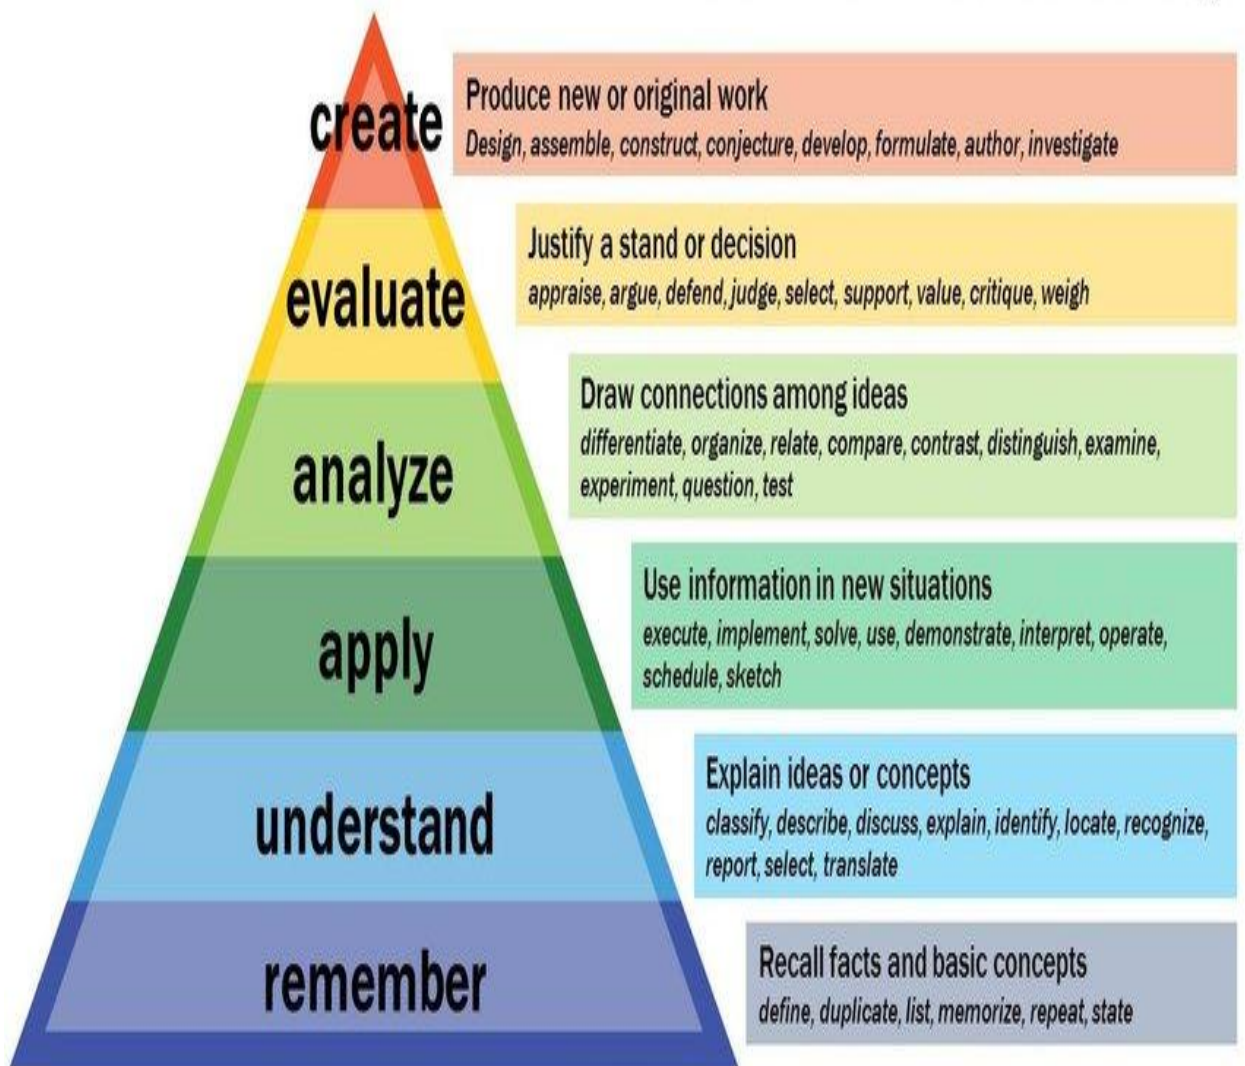 create
Produce new or original work
Design, assemble, construct, conjecture, develop, formulate, author, investigate
evaluate
Justify a stand or decision
appraise, argue, defend, judge, select, support, value, critique, weigh
analyze
Draw connections among ideas
differentiate, organize, relate, compare, contrast, distinguish, examine,
experiment, question, test
apply
Use information in new situations
execute, implement, solve, use, demonstrate, interpret, operate,
schedule, sketch
understand
Explain ideas or concepts
classify, describe, discuss, explain, identify, locate, recognize,
report, select, translate
remember
Recall facts and basic concepts
define, duplicate, list, memorize, repeat, state